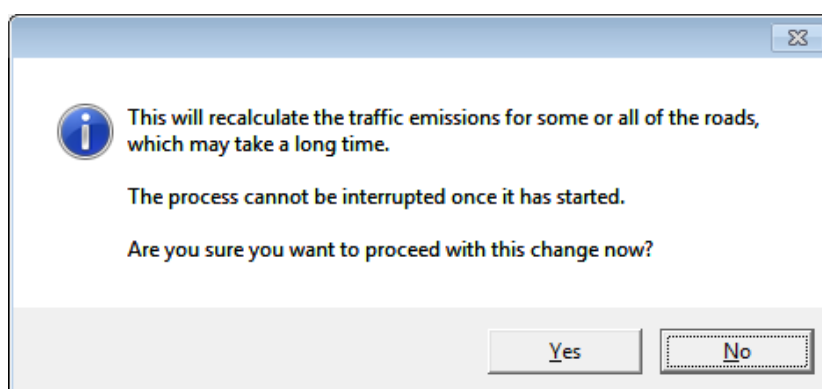 This will recalculate the traffic emissions for some or all of the roads,
which may take a long time.
The process cannot be interrupted once it has started.
Are you sure you want to proceed with this change now?
Yes
No